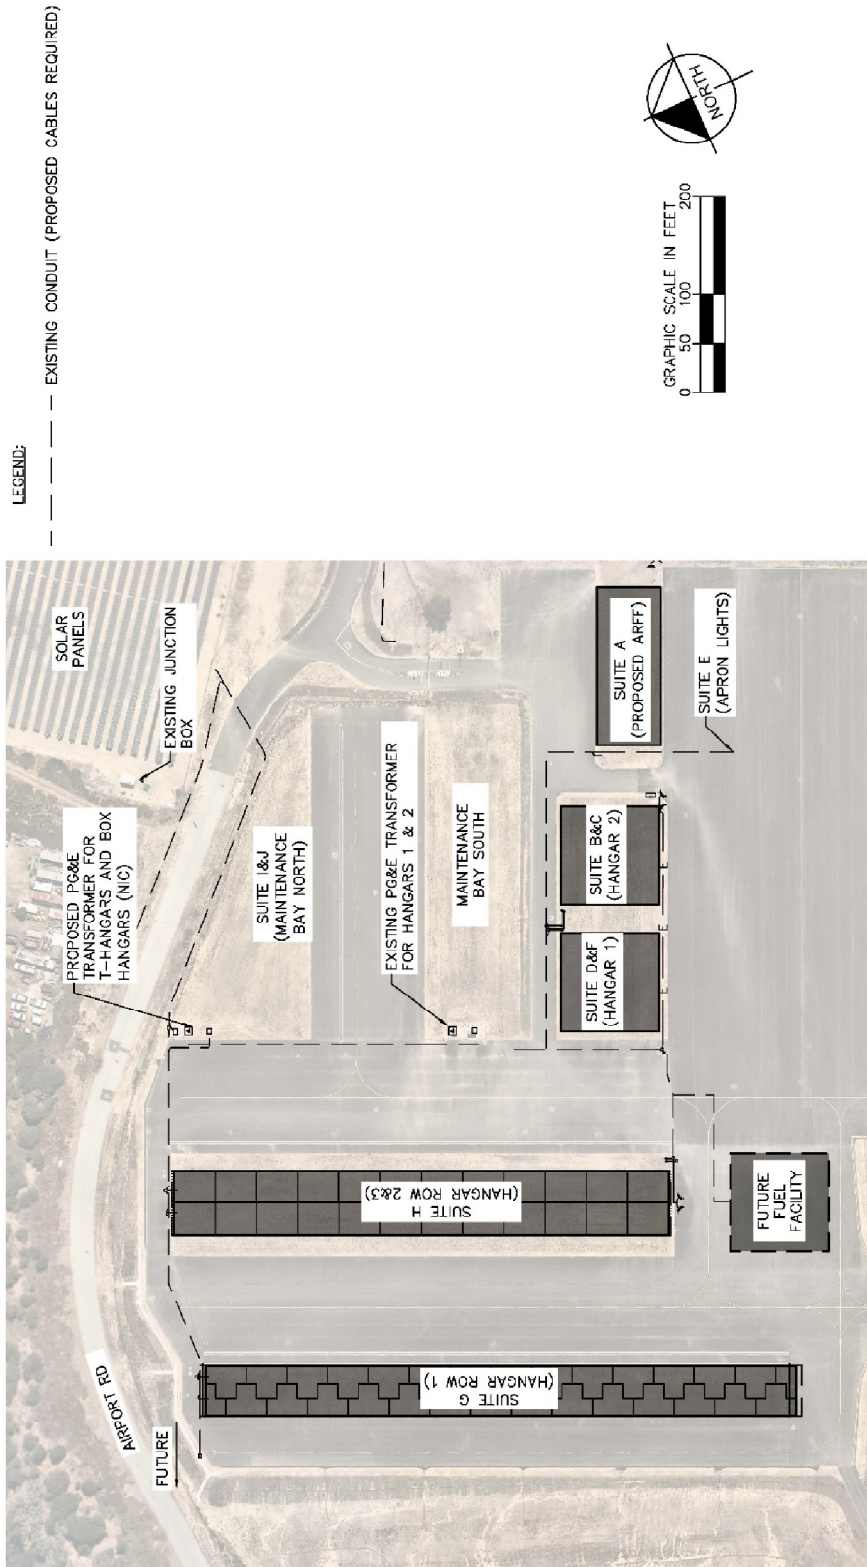 LEGEND:
EXISTING CONDUIT (PROPOSED CABLES REQUIRED)
NORTH
GRAPHIC SCALE IN FEET
0 50 100 200
SOLAR
PANELS
EXISTING JUNCTION
BOX
PROPOSED PG&E
TRANSFORMER FOR
T-HANGARS AND BOX
HANGARS (NIC)
SUITE I&J
(MAINTENANCE
BAY NORTH)
EXISTING PG&E TRANSFORMER
FOR HANGARS 1 & 2
MAINTENANCE
BAY SOUTH
SUITE A
(PROPOSED ARFF)
SUITE E
(APRON LIGHTS)
SUITE B&C
(HANGAR 2)
SUITE D&F
(HANGAR 1)
SUITE H
(HANGAR ROW 2&3)
FUTURE
FUEL
FACILITY
SUITE G
(HANGAR ROW 1)
AIRPORT RD
FUTURE